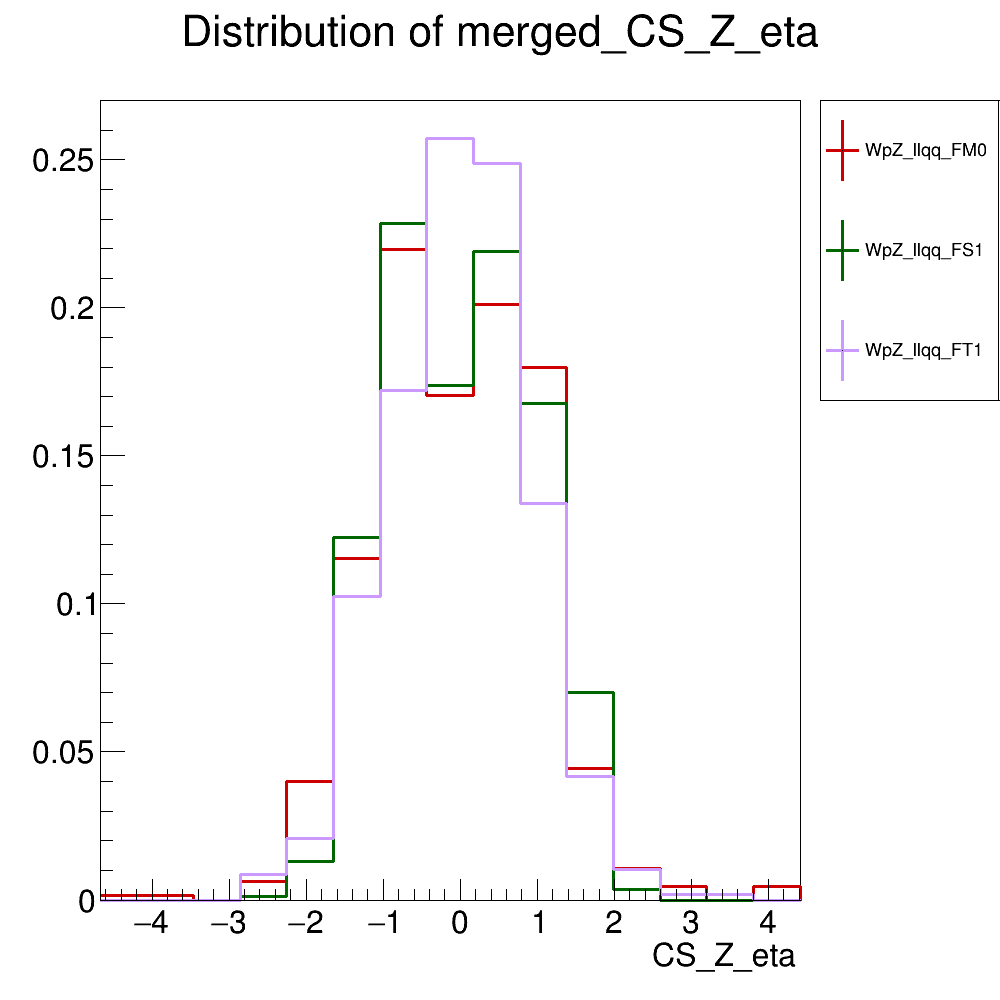 Distribution of merged_CS_Z_eta
WpZ_llqq_FM0
WpZ_llqq_FS1
WpZ_llqq_FT1
0.25
0.2
0.15
0.1
0.05
0
−4 −3 −2 −1 0 1 2 3 4
CS_Z_eta